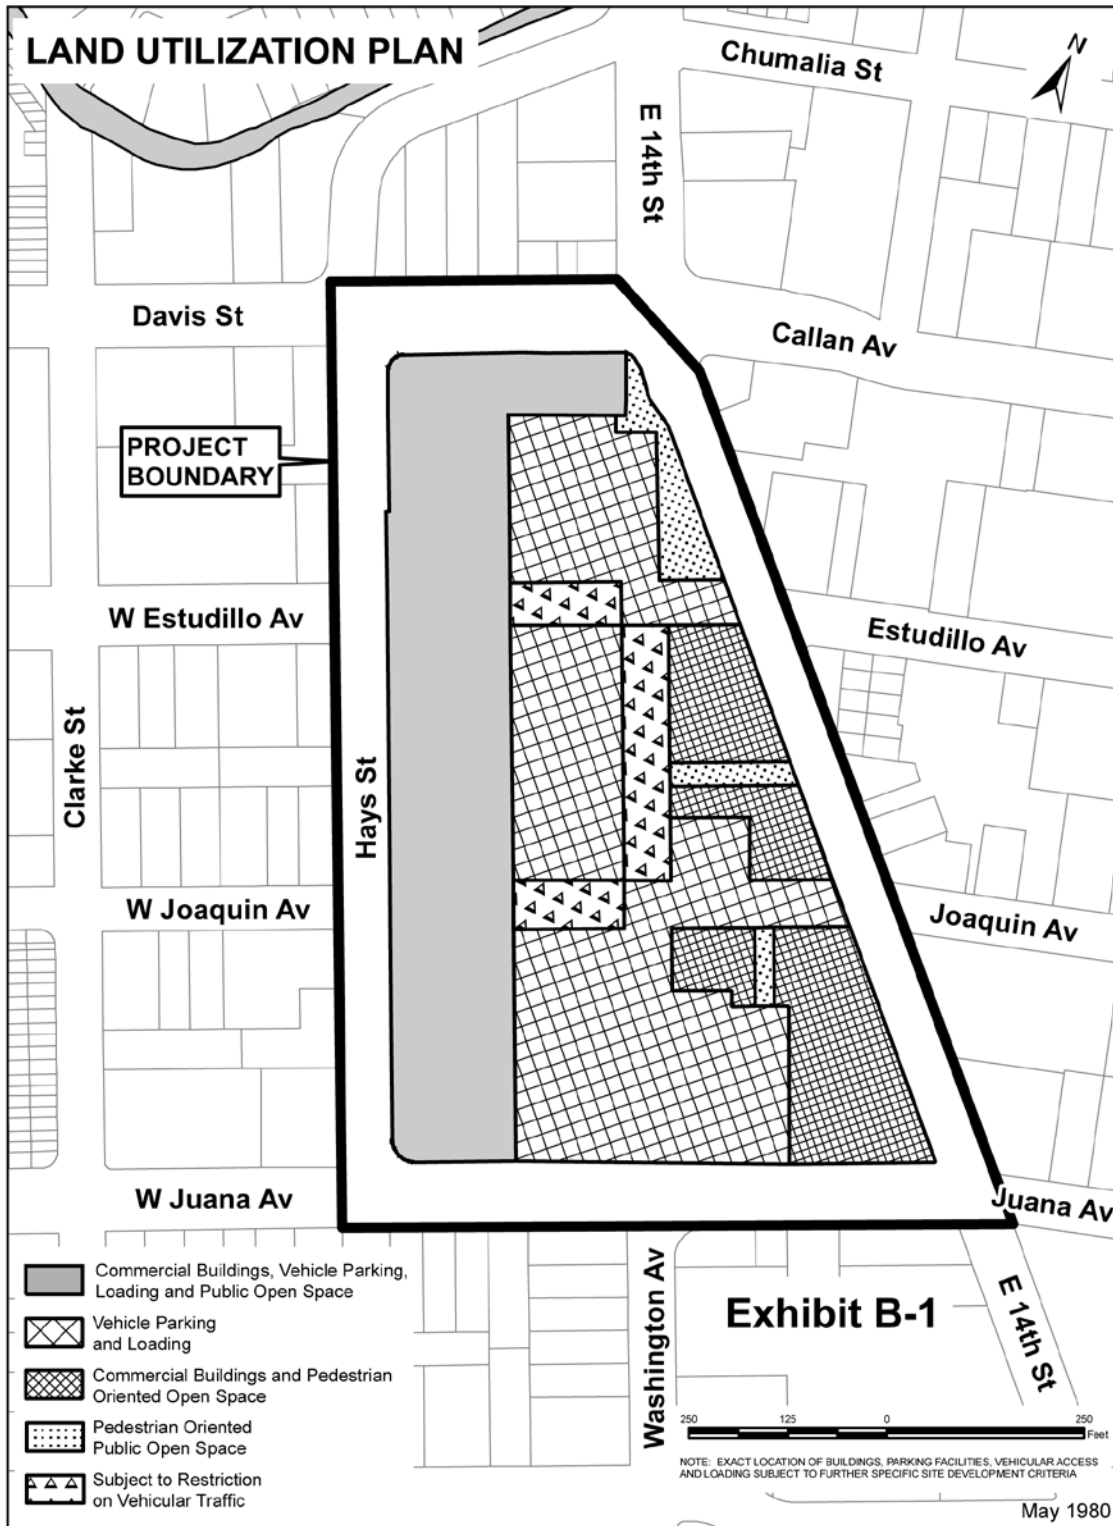 LAND UTILIZATION PLAN
N
Chumalia St
E 14th St
Davis St
Callan Av
PROJECT
BOUNDARY
W Estudillo Av
Estudillo Av
Clarke St
Hays St
W Joaquin Av
Joaquin Av
W Juana Av
Juana Av
Commercial Buildings, Vehicle Parking,
Loading and Public Open Space
Vehicle Parking
and Loading
Commercial Buildings and Pedestrian
Oriented Open Space
Pedestrian Oriented
Public Open Space
Subject to Restriction
on Vehicular Traffic
Washington Av
Exhibit B-1
E 14th St
250 125 0 250
Feet
NOTE: EXACT LOCATION OF BUILDINGS, PARKING FACILITIES, VEHICULAR ACCESS
AND LOADING SUBJECT TO FURTHER SPECIFIC SITE DEVELOPMENT CRITERIA
May 1980